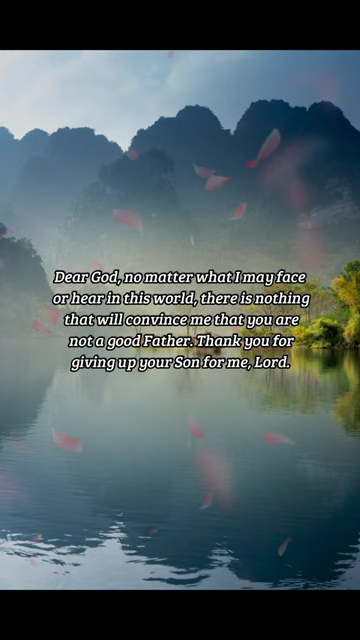 Dear God, no matter what I may face
or hear in this world, there is nothing
that will convince me that you are
not a good Father. Thank you for
giving up your Son for me, Lord.